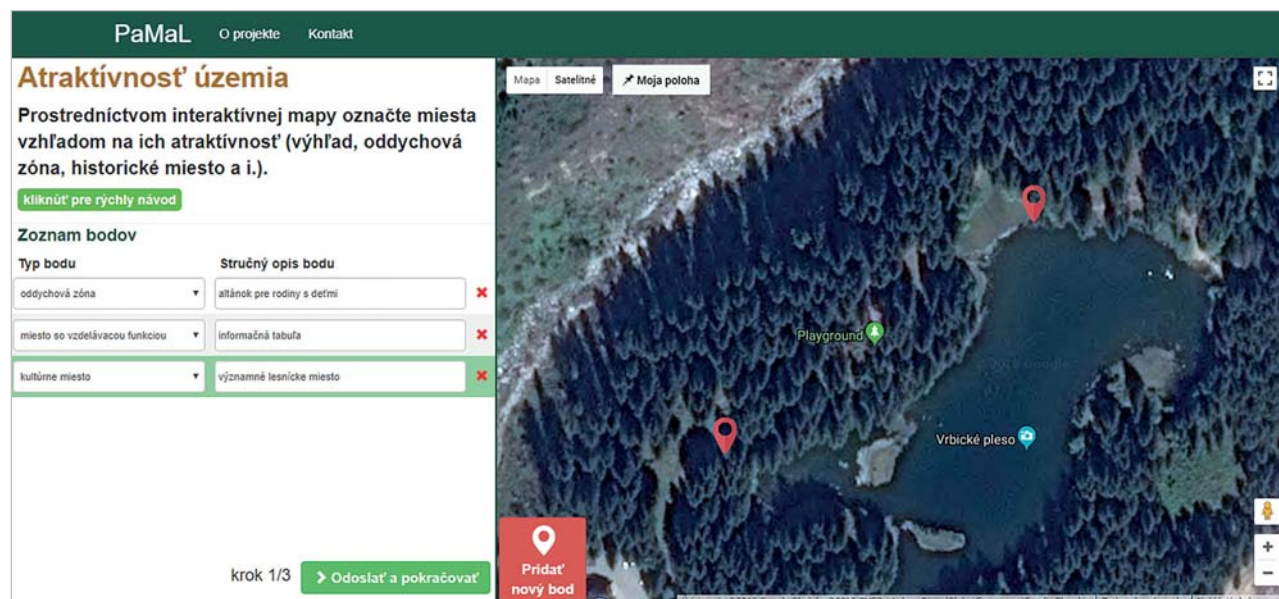 PaMaL O projekte Kontakt
Atraktívnosť územia
Prostredníctvom interaktívnej mapy označte miesta
vzhľadom na ich atraktívnosť (výhľad, oddychová
zóna, historické miesto a i.).
kliknúť pre rýchly návod
Zoznam bodov
Typ bodu Stručný opis bodu
oddychová zóna altánok pre rodiny s deťmi
miesto so vzdelávacou funkciou informačná tabuľa
kultúrne miesto významné lesnícke miesto
krok 1/3 Odoslať a pokračovať
Mapa Satelitné Moja poloha
Playground
Vrbické pleso
Pridať
nový bod